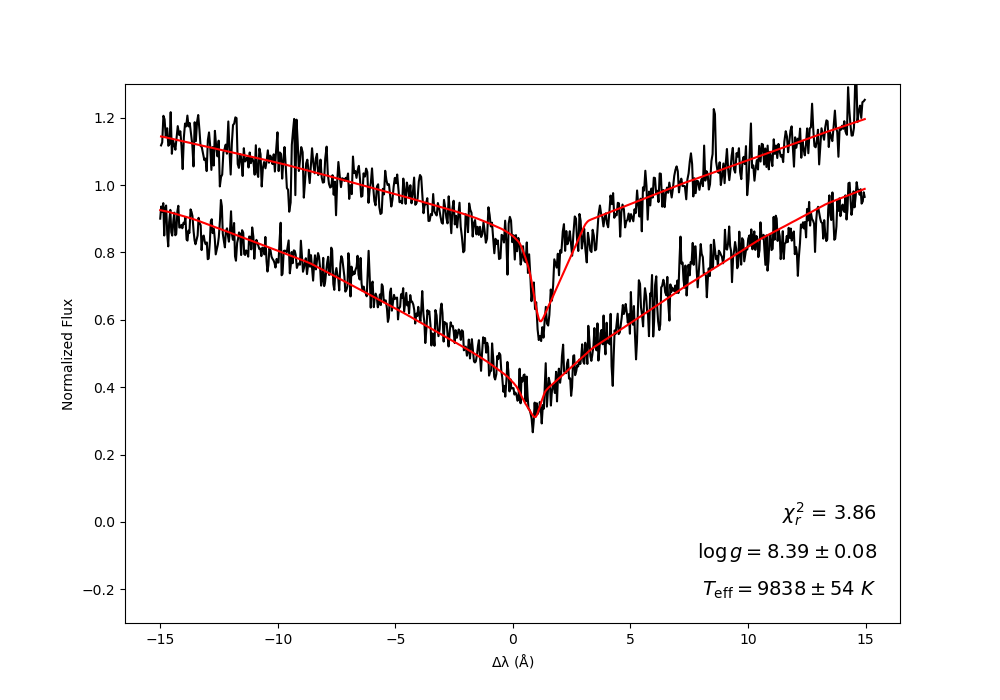 1.2
1.0
0.8
0.6
0.4
0.2
0.0
−0.2
Normalized Flux
χ²ᵣ = 3.86
log g = 8.39 ± 0.08
T_eff = 9838 ± 54 K
−15 −10 −5 0 5 10 15
Δλ (Å)